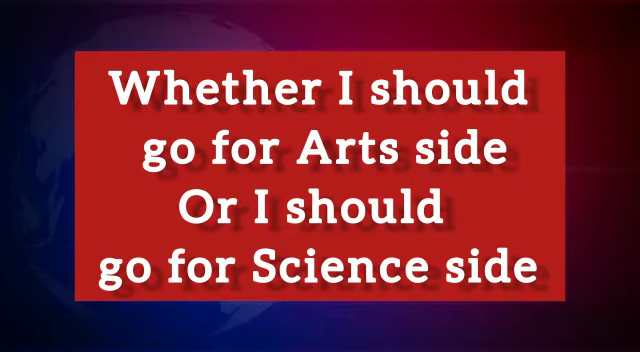 Whether I should
go for Arts side
Or I should
go for Science side